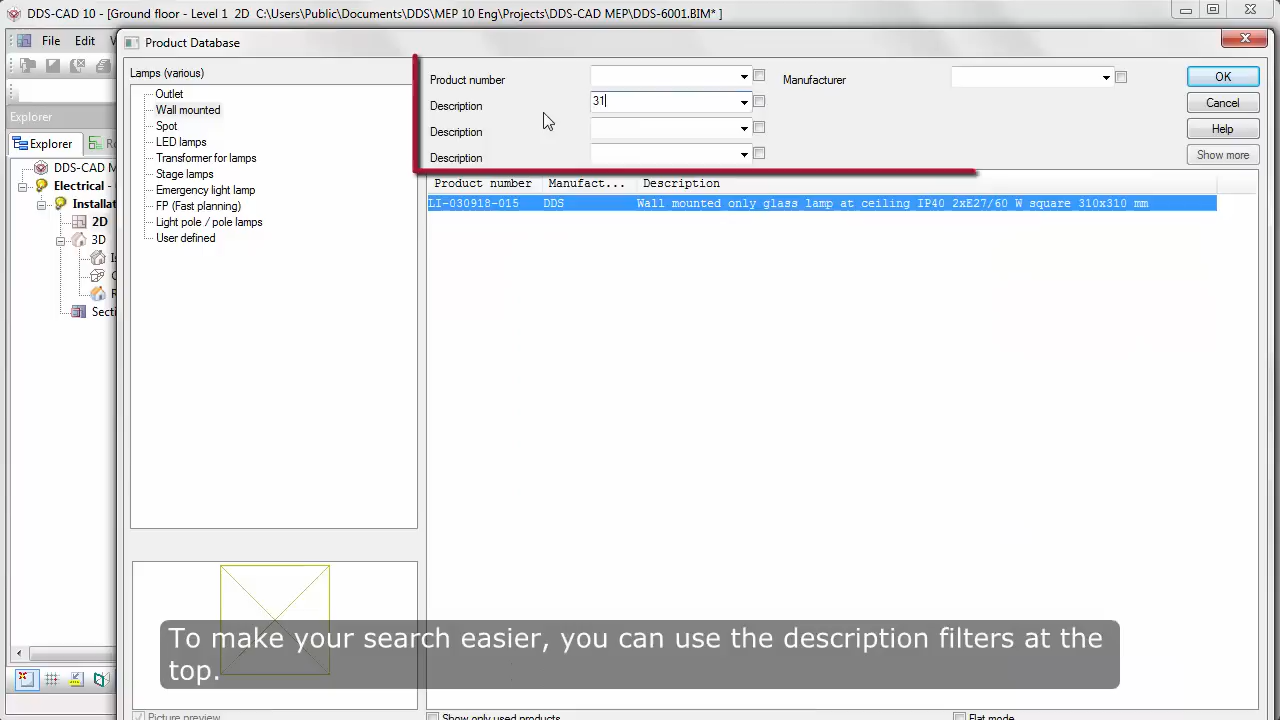 DDS-CAD 10 - [Ground floor - Level 1 2D C:\Users\Public\Documents\DDS\MEP 10 Eng\Projects\DDS-CAD MEP\DDS-6001.BIM* ]
File Edit
Product Database
Explorer
Explorer
DDS-CAD M
Electrical -
Installat
2D
3D
Secti
Lamps (various)
Outlet
Wall mounted
Spot
LED lamps
Transformer for lamps
Stage lamps
Emergency light lamp
FP (Fast planning)
Light pole / pole lamps
User defined
Product number
Description 31
Description
Description
Manufacturer
OK
Cancel
Help
Show more
Product number Manufact... Description
LI-030918-015 DDS Wall mounted only glass lamp at ceiling IP40 2xE27/60 W square 310x310 mm
To make your search easier, you can use the description filters at the
top.
Picture preview
Show only used products
Flat mode